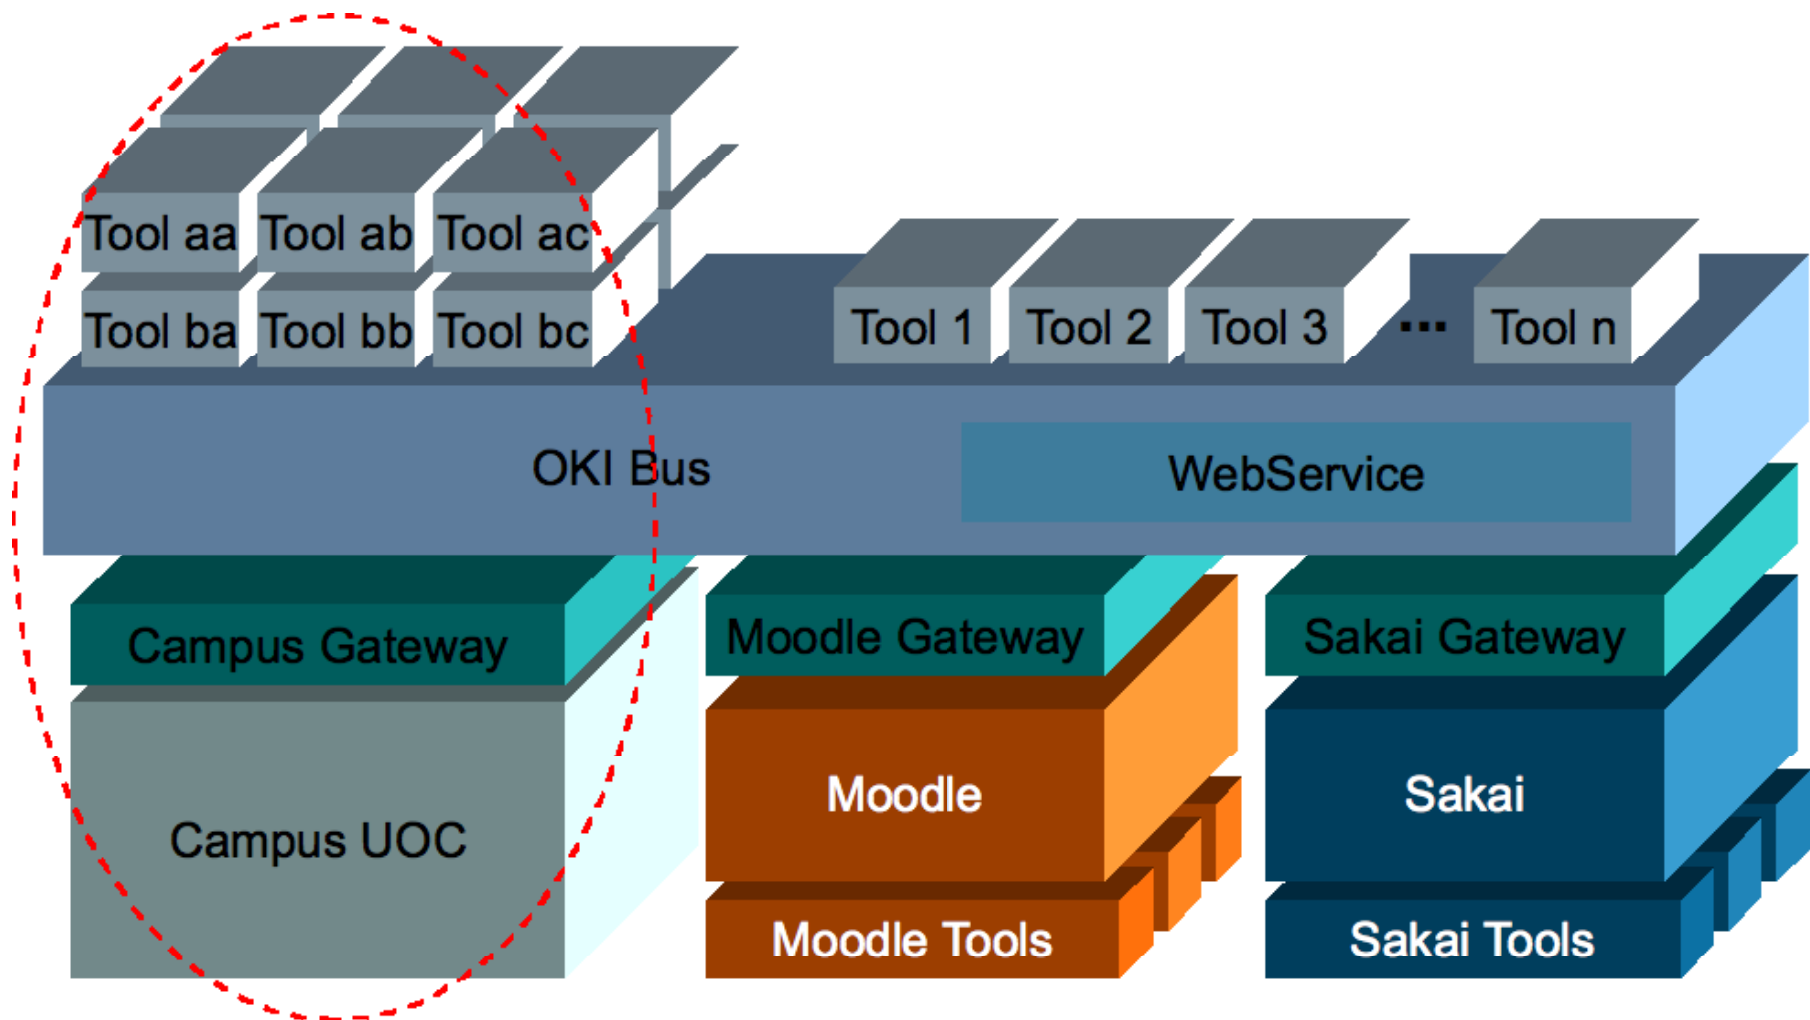 Tool aa Tool ab Tool ac
Tool ba Tool bb Tool bc
Tool 1 Tool 2 Tool 3 ... Tool n
OKI Bus WebService
Campus Gateway Moodle Gateway Sakai Gateway
Moodle Sakai
Campus UOC
Moodle Tools Sakai Tools